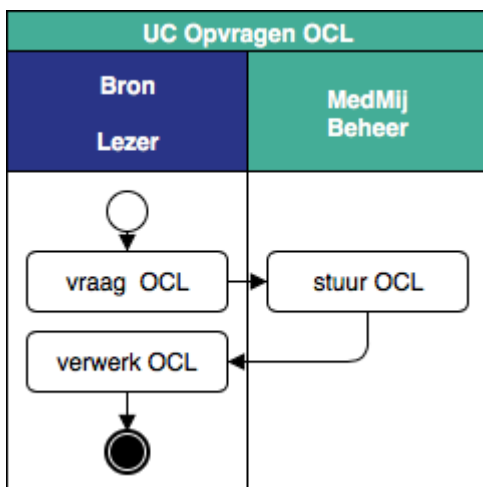 UC Opvragen OCL
Bron
Lezer
MedMij
Beheer
vraag OCL
stuur OCL
verwerk OCL